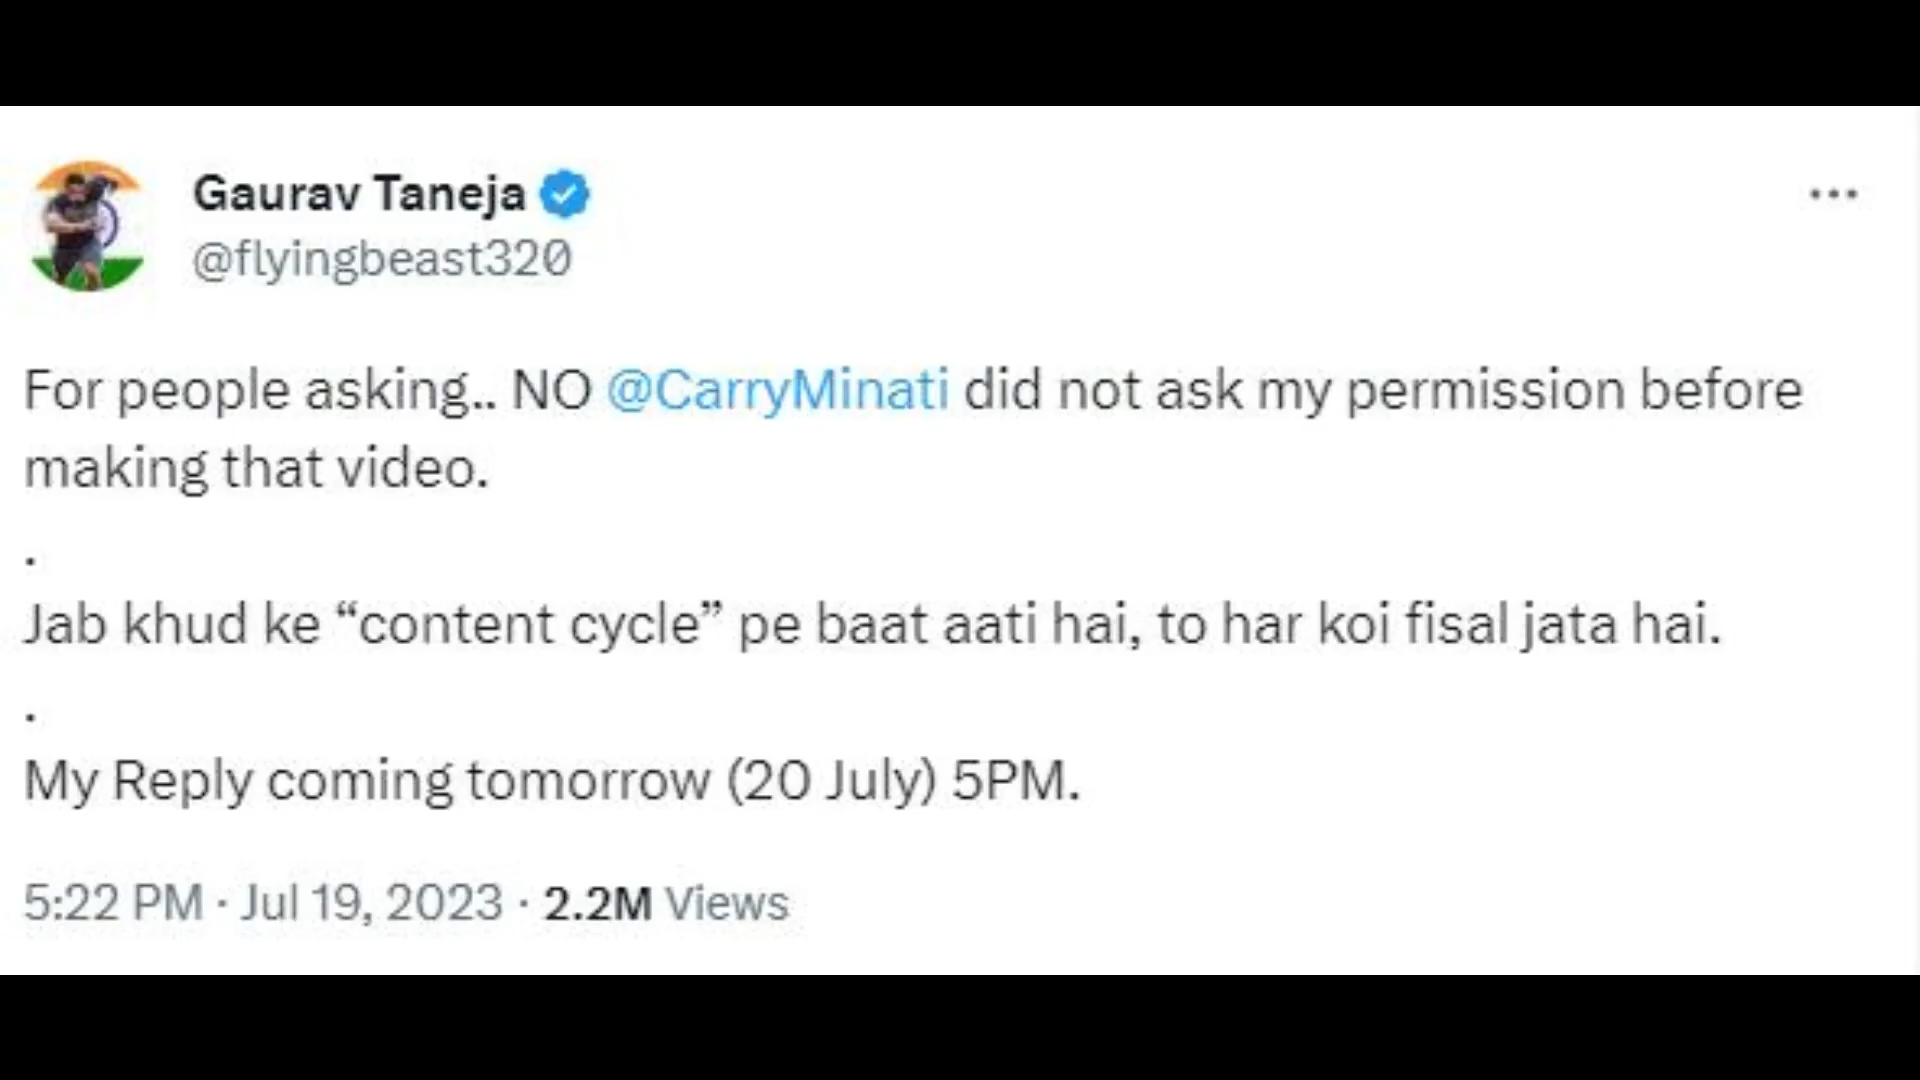 Gaurav Taneja
@flyingbeast320
For people asking.. NO @CarryMinati did not ask my permission before
making that video.
.
Jab khud ke “content cycle” pe baat aati hai, to har koi fisal jata hai.
.
My Reply coming tomorrow (20 July) 5PM.
5:22 PM · Jul 19, 2023 · 2.2M Views